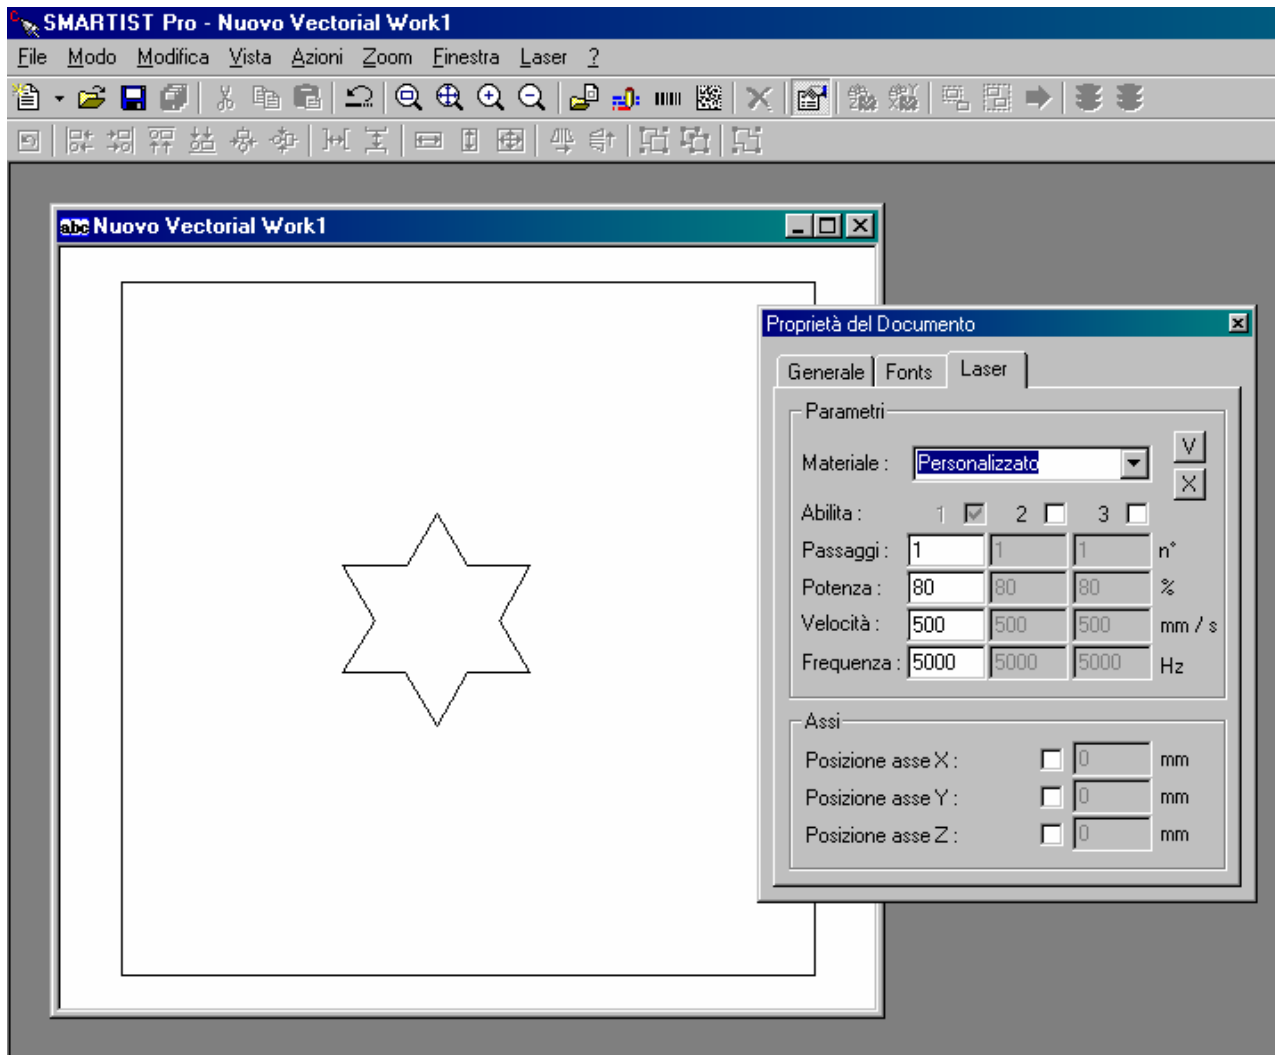 SMARTIST Pro - Nuovo Vectorial Work1
File Modo Modifica Vista Azioni Zoom Finestra Laser ?
abc Nuovo Vectorial Work1
Proprietà del Documento
Generale Fonts Laser
Parametri
Materiale : Personalizzato V
X
Abilita : 1 2 3
Passaggi : 1 1 1 n°
Potenza : 80 80 80 %
Velocità : 500 500 500 mm / s
Frequenza : 5000 5000 5000 Hz
Assi
Posizione asse X : 0 mm
Posizione asse Y : 0 mm
Posizione asse Z : 0 mm